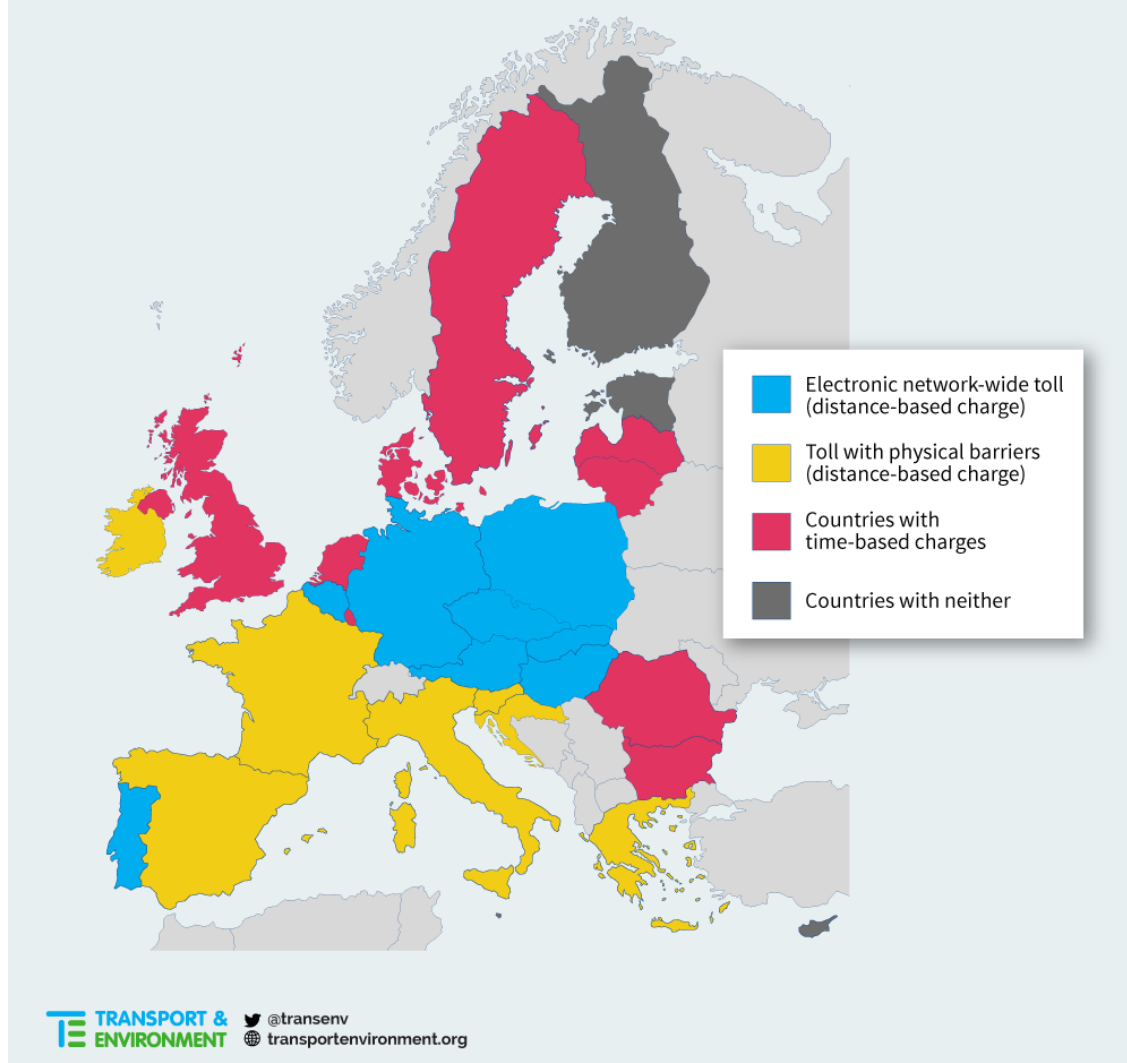 Electronic network-wide toll
(distance-based charge)
Toll with physical barriers
(distance-based charge)
Countries with
time-based charges
Countries with neither
TE TRANSPORT &
ENVIRONMENT
@transenv
transportenvironment.org